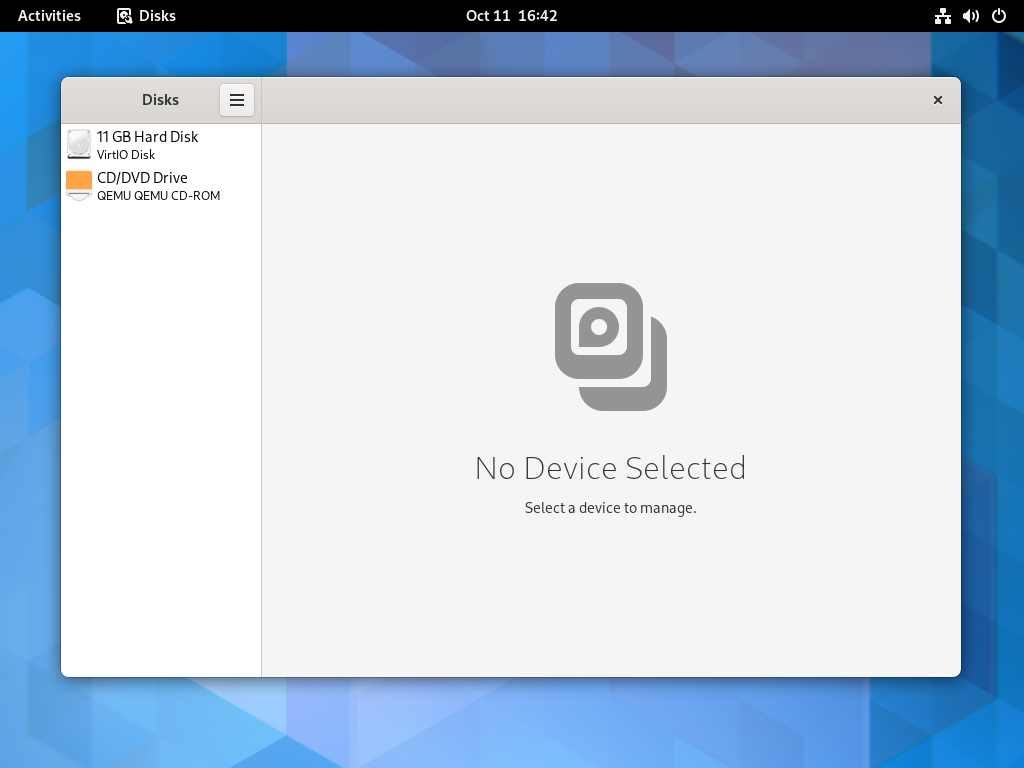 Activities
Disks
Oct 11 16:42
Disks
11 GB Hard Disk
VirtIO Disk
CD/DVD Drive
QEMU QEMU CD-ROM
No Device Selected
Select a device to manage.